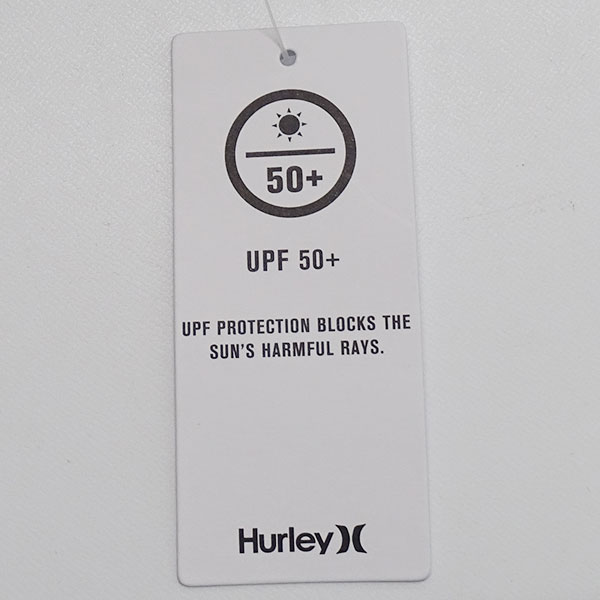 50+
UPF 50+
UPF PROTECTION BLOCKS THE
SUN'S HARMFUL RAYS.
Hurley